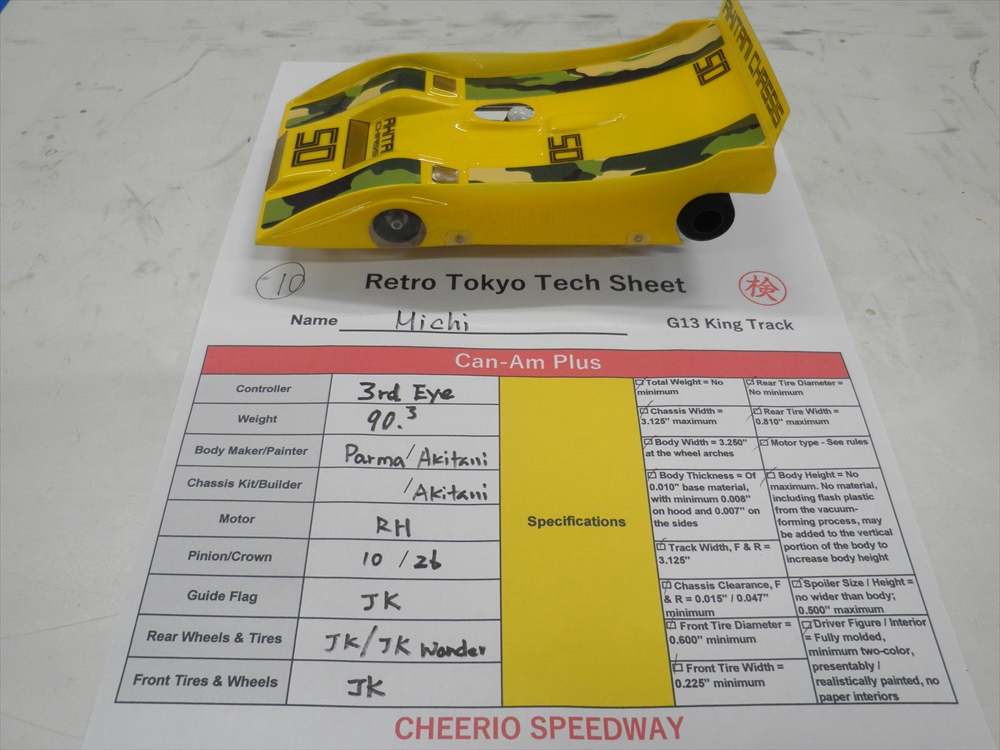 AKITANI CHASSIS
50
50
AKITA
CHASSIS
50
-10
Retro Tokyo Tech Sheet
検
Name Michi
G13 King Track
Can-Am Plus
Controller
3rd Eye
Weight
90.3
Body Maker/Painter
Parma/Akitani
Chassis Kit/Builder
/Akitani
Motor
RH
Pinion/Crown
10/26
Guide Flag
JK
Rear Wheels & Tires
JK/JK Wonder
Front Tires & Wheels
JK
Specifications
Total Weight = No
minimum
Chassis Width =
3.125" maximum
Body Width = 3.250"
at the wheel arches
Body Thickness = Of
0.010" base material,
with minimum 0.008"
on hood and 0.007" on
the sides
Track Width, F & R =
3.125"
Chassis Clearance, F
& R = 0.015" / 0.047"
minimum
Front Tire Diameter =
0.600" minimum
Front Tire Width =
0.225" minimum
Rear Tire Diameter =
No minimum
Rear Tire Width =
0.810" maximum
Motor type - See rules
Body Height = No
maximum. No material,
including flash plastic
from the vacuum-
forming process, may
be added to the vertical
portion of the body to
increase body height
Spoiler Size / Height =
no wider than body;
0.500" maximum
Driver Figure / Interior
= Fully molded,
minimum two-color,
presentably /
realistically painted, no
paper interiors
CHEERIO SPEEDWAY